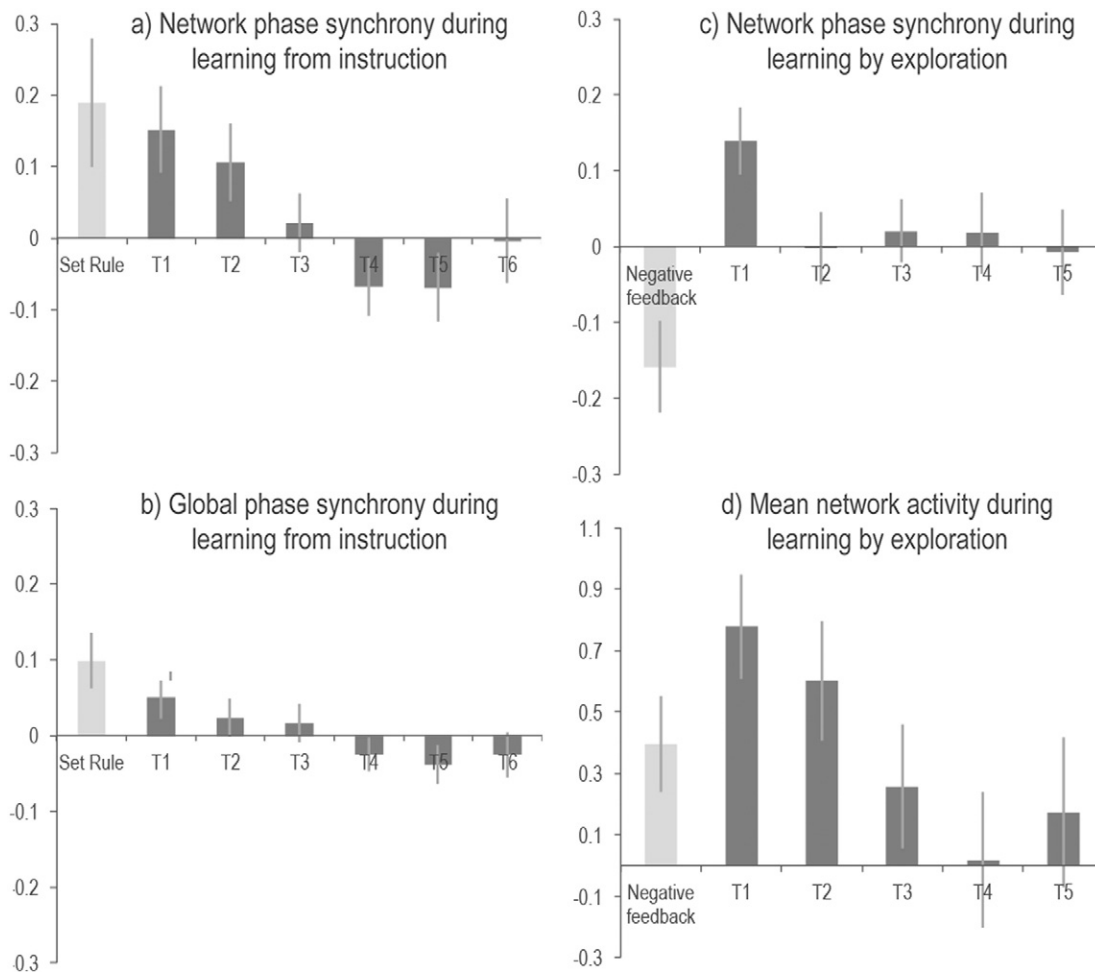 a) Network phase synchrony during
learning from instruction
0.3
0.2
0.1
0
-0.1
-0.2
-0.3
Set Rule T1 T2 T3 T4 T5 T6
c) Network phase synchrony during
learning by exploration
0.3
0.2
0.1
0
-0.1
-0.2
-0.3
Negative T1 T2 T3 T4 T5
feedback
b) Global phase synchrony during
learning from instruction
0.3
0.2
0.1
0
-0.1
-0.2
-0.3
Set Rule T1 T2 T3 T4 T5 T6
d) Mean network activity during
learning by exploration
1.1
0.9
0.7
0.5
0.3
0.1
-0.1
-0.3
Negative T1 T2 T3 T4 T5
feedback